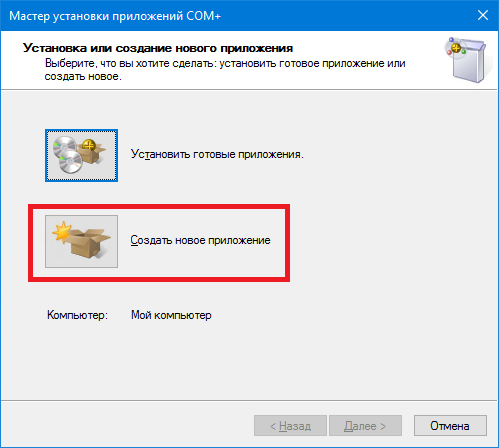 Мастер установки приложений COM+
Установка или создание нового приложения
Выберите, что вы хотите сделать: установить готовое приложение или
создать новое.
Установить готовые приложения.
Создать новое приложение
Компьютер: Мой компьютер
< Назад Далее > Отмена